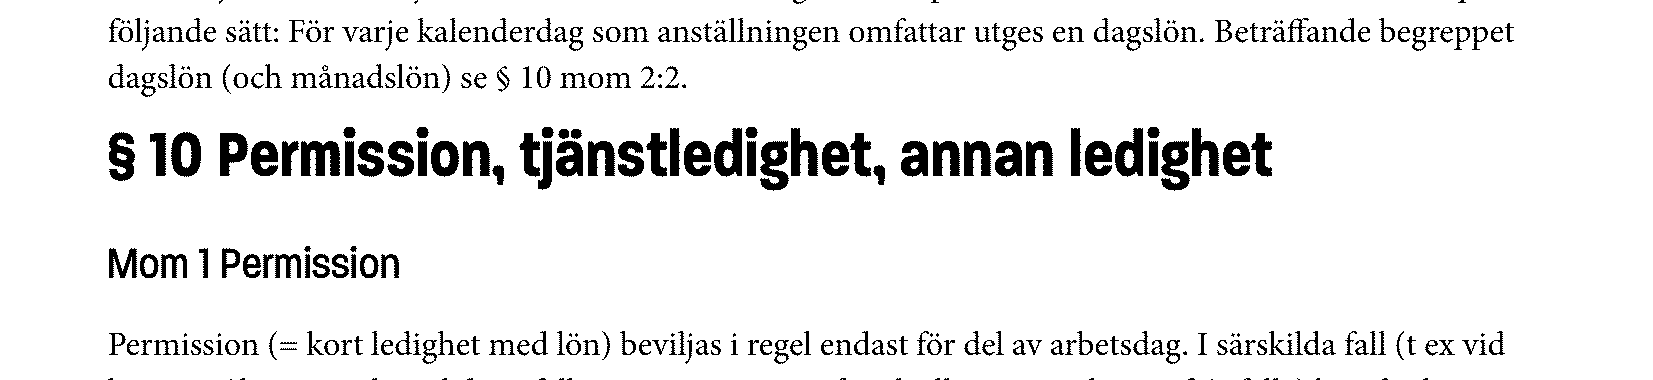 följande sätt: För varje kalenderdag som anställningen omfattar utges en dagslön. Beträffande begreppet
dagslön (och månadslön) se § 10 mom 2:2.
§ 10 Permission, tjänstledighet, annan ledighet
Mom 1 Permission
Permission (= kort ledighet med lön) beviljas i regel endast för del av arbetsdag. I särskilda fall (t ex vid